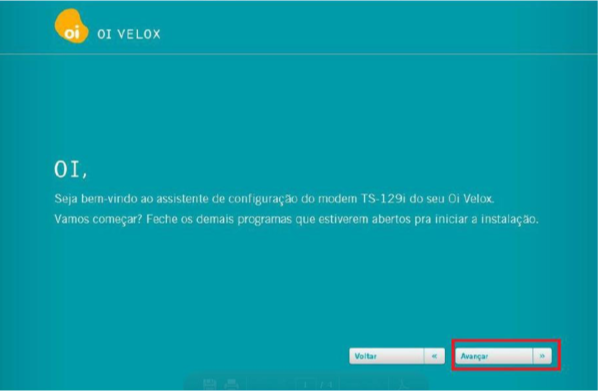 oi OI VELOX
OI,
Seja bem-vindo ao assistente de configuração do modem TS-129i do seu Oi Velox.
Vamos começar? Feche os demais programas que estiverem abertos pra iniciar a instalação.
Voltar « Avançar »